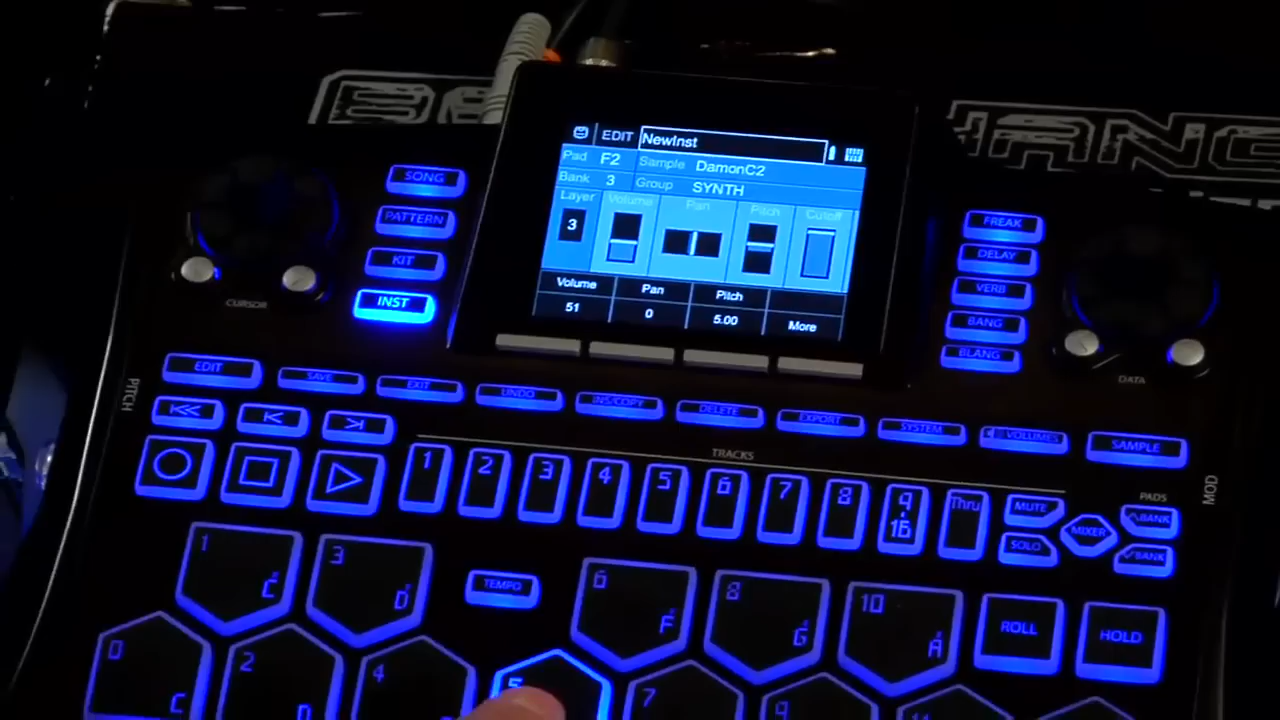 EDIT NewInst
Pad F2 Sample DamonC2
Bank 3 Group SYNTH
Layer Volume Pan Pitch Cutoff
3
Volume Pan Pitch
51 0 5.00 More
SONG
PATTERN
KIT
INST
FREAK
DELAY
VERB
BANG
BLANG
CURSOR
DATA
EDIT SAVE EXIT UNDO INS/COPY DELETE EXPORT SYSTEM VOLUMES SAMPLE
PITCH
MOD
TRACKS
1 2 3 4 5 6 7 8 9 16 Thru
MUTE
SOLO
MIXER
PADS
BANK
BANK
1 C#
3 D#
TEMPO
6 F#
8 G#
10 A#
ROLL
HOLD
0 C
2 D
4
5
7
9